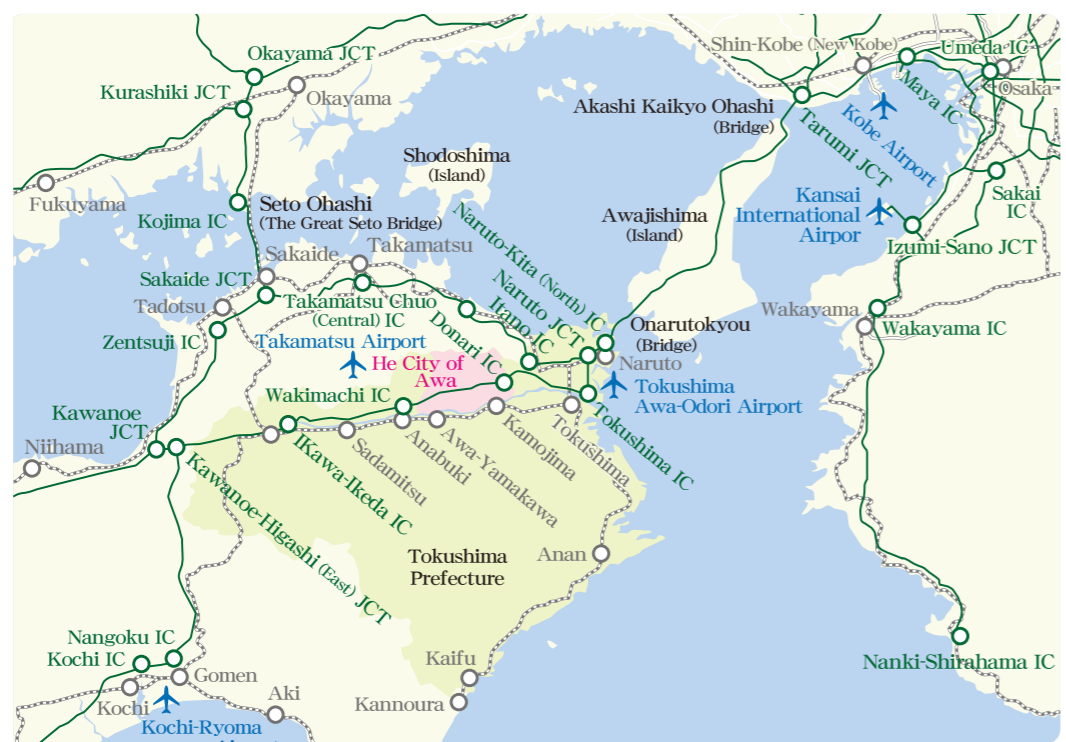 Okayama JCT
Shin-Kobe (New Kobe)
Umeda IC
Kurashiki JCT
Okayama
Akashi Kaikyo Ohashi
(Bridge)
Maya IC
Osaka
Kobe Airport
Tarumi JCT
Fukuyama
Shodoshima
(Island)
Kojima IC
Seto Ohashi
(The Great Seto Bridge)
Awajishima
(Island)
Kansai
International
Airpor
Sakai
IC
Izumi-Sano JCT
Sakaide
Takamatsu
Naruto-Kita (North) IC
Naruto JCT
Itano IC
Sakaide JCT
Tadotsu
Takamatsu Chuo
(Central) IC
Donari IC
Wakayama
Wakayama IC
Zentsuji IC
Takamatsu Airport
Onarutokyou
(Bridge)
He City of
Awa
Naruto
Tokushima
Awa-Odori Airport
Wakimachi IC
Kawanoe
JCT
Niihama
IKawa-Ikeda IC
Sadamitsu
Anabuki
Awa-Yamakawa
Kamojima
Tokushima
Tokushima IC
Kawanoe-Higashi (East) JCT
Tokushima
Prefecture
Anan
Nangoku IC
Kochi IC
Gomen
Kaifu
Nanki-Shirahama IC
Kochi
Aki
Kannoura
Kochi-Ryoma